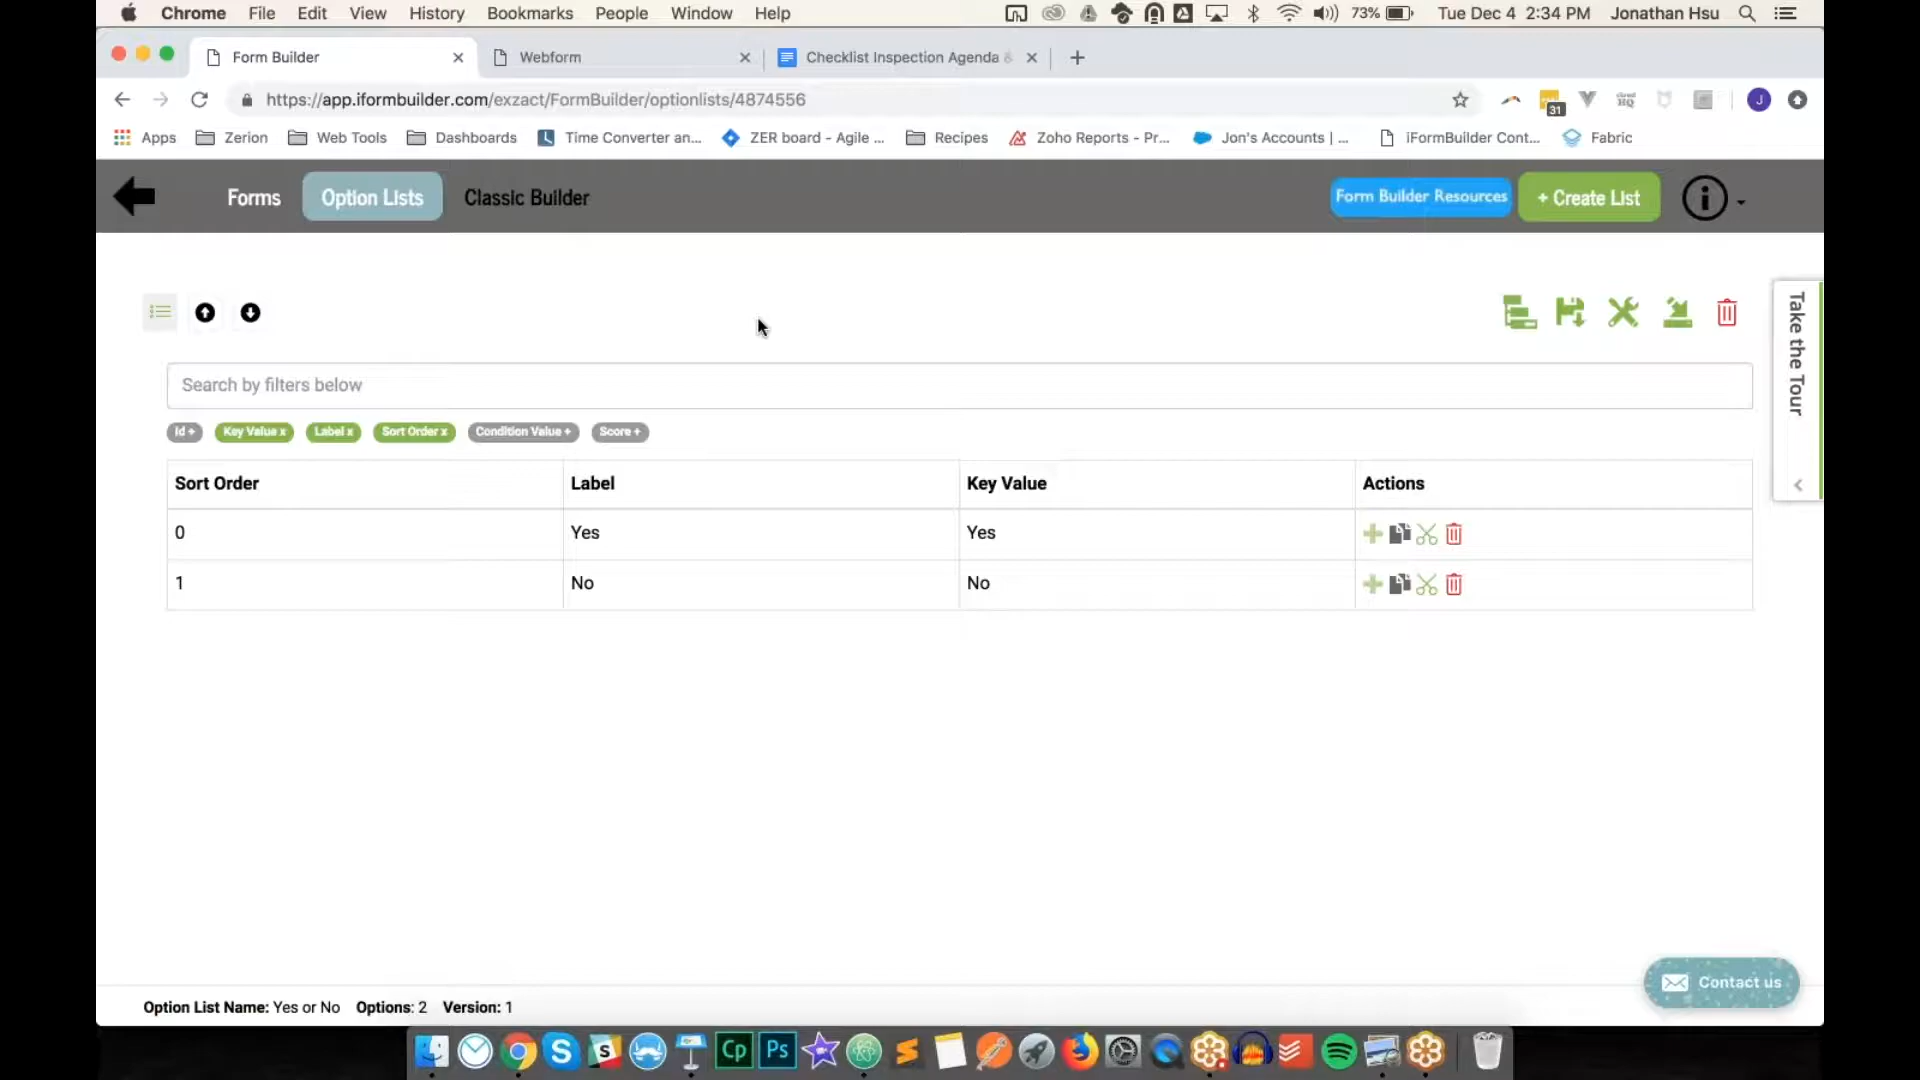 Chrome File Edit View History Bookmarks People Window Help 73% Tue Dec 4 2:34 PM Jonathan Hsu
Form Builder Webform Checklist Inspection Agenda &
https://app.iformbuilder.com/exzact/FormBuilder/optionlists/4874556 31 J
Apps Zerion Web Tools Dashboards Time Converter an... ZER board - Agile ... Recipes Zoho Reports - Pr... Jon's Accounts | ... iFormBuilder Cont... Fabric
Forms Option Lists Classic Builder Form Builder Resources + Create List
Take the Tour
Search by filters below
Id + Key Value x Label x Sort Order x Condition Value + Score +
Sort Order Label Key Value Actions
0 Yes Yes
1 No No
Contact us
Option List Name: Yes or No Options: 2 Version: 1
S S Cp Ps